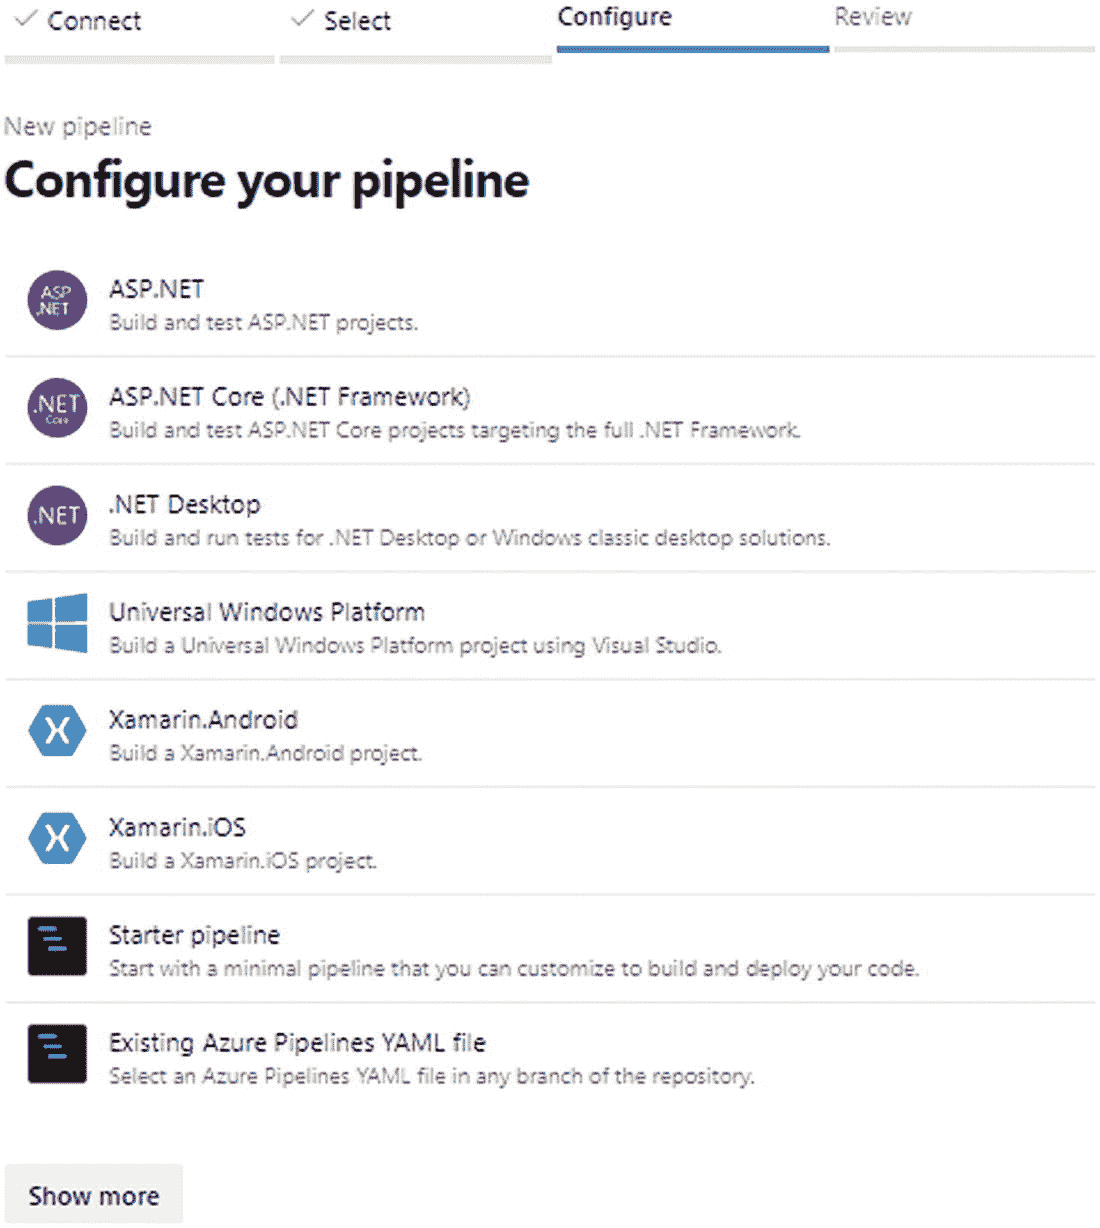 Connect
Select
Configure
Review
New pipeline
Configure your pipeline
ASP
.NET
ASP.NET
Build and test ASP.NET projects.
.NET
Core
ASP.NET Core (.NET Framework)
Build and test ASP.NET Core projects targeting the full .NET Framework.
.NET
.NET Desktop
Build and run tests for .NET Desktop or Windows classic desktop solutions.
Universal Windows Platform
Build a Universal Windows Platform project using Visual Studio.
X
Xamarin.Android
Build a Xamarin.Android project.
X
Xamarin.iOS
Build a Xamarin.iOS project.
Starter pipeline
Start with a minimal pipeline that you can customize to build and deploy your code.
Existing Azure Pipelines YAML file
Select an Azure Pipelines YAML file in any branch of the repository.
Show more